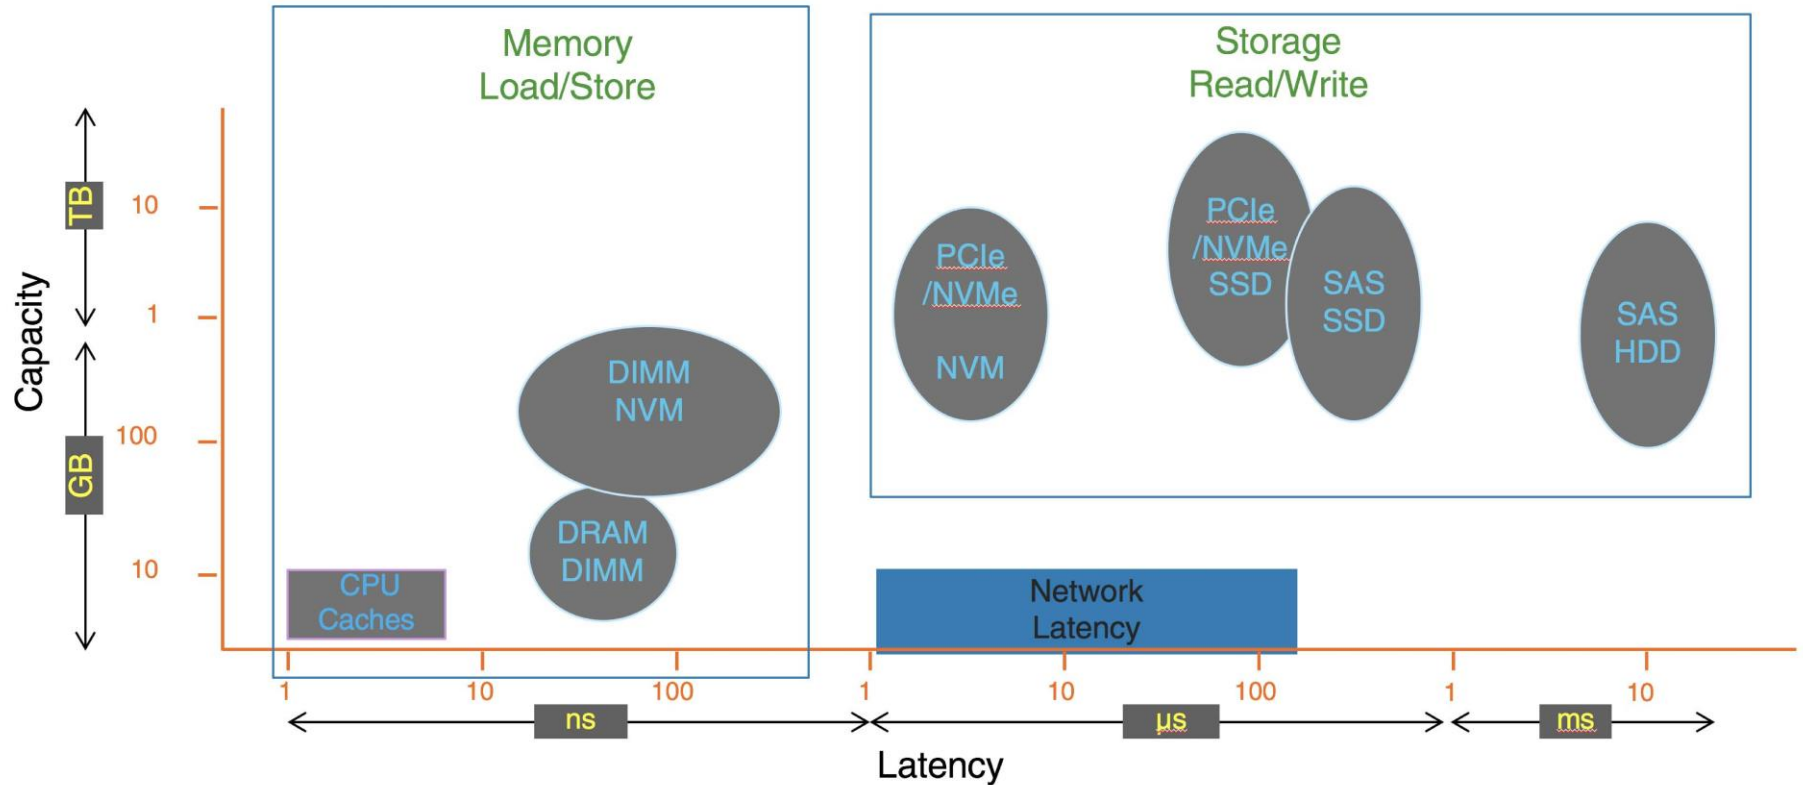 Memory
Load/Store
Storage
Read/Write
Capacity
TB
GB
10
1
100
10
PCIe
/NVMe
NVM
PCIe
/NVMe
SSD
SAS
SSD
SAS
HDD
DIMM
NVM
DRAM
DIMM
CPU
Caches
Network
Latency
1
10
100
1
10
100
1
10
ns
µs
ms
Latency